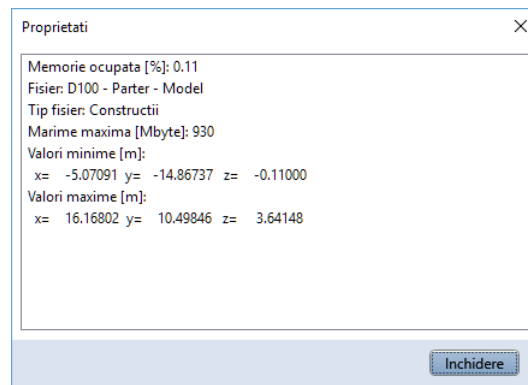 Proprietati
Memorie ocupata [%]: 0.11
Fisier: D100 - Parter - Model
Tip fisier: Constructii
Marime maxima [Mbyte]: 930
Valori minime [m]:
x= -5.07091 y= -14.86737 z= -0.11000
Valori maxime [m]:
x= 16.16802 y= 10.49846 z= 3.64148
Inchidere